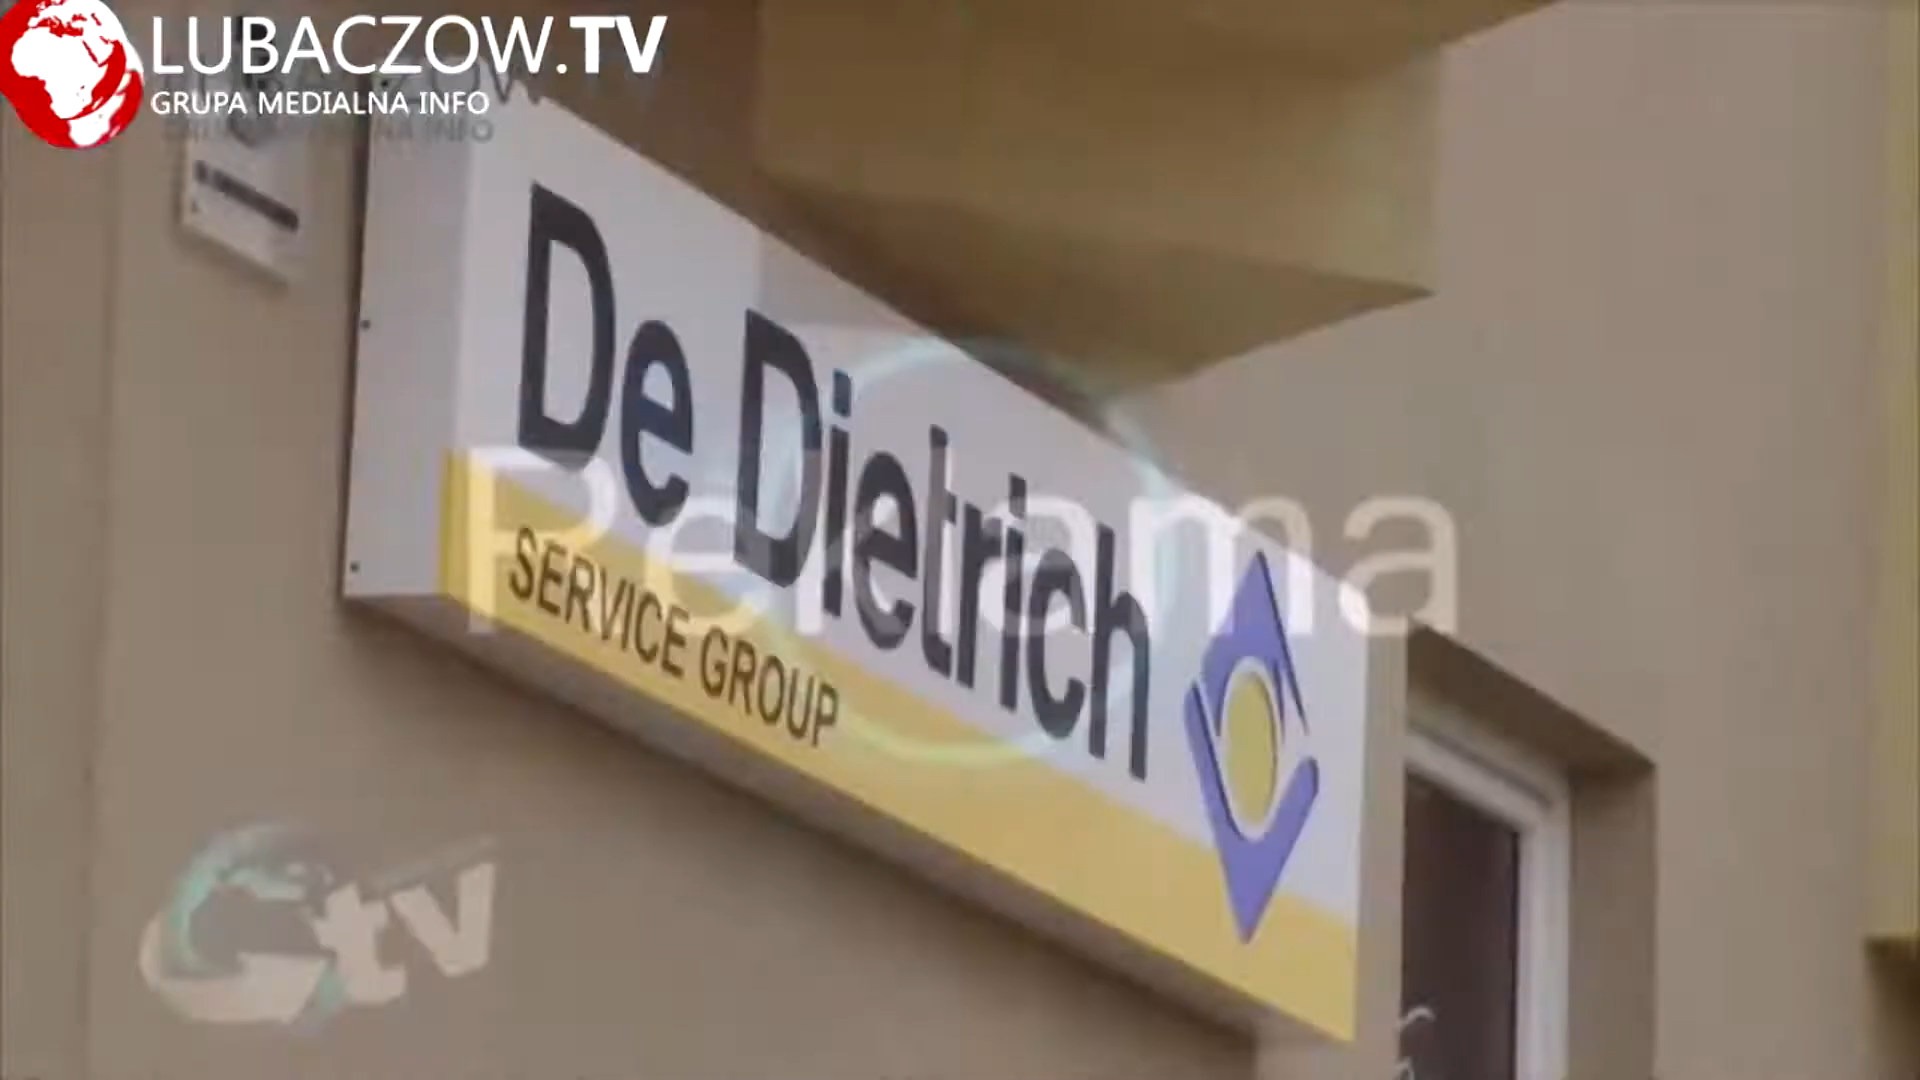 LUBACZOW.TV
GRUPA MEDIALNA INFO
De Dietrich
SERVICE GROUP
Reklama
tv